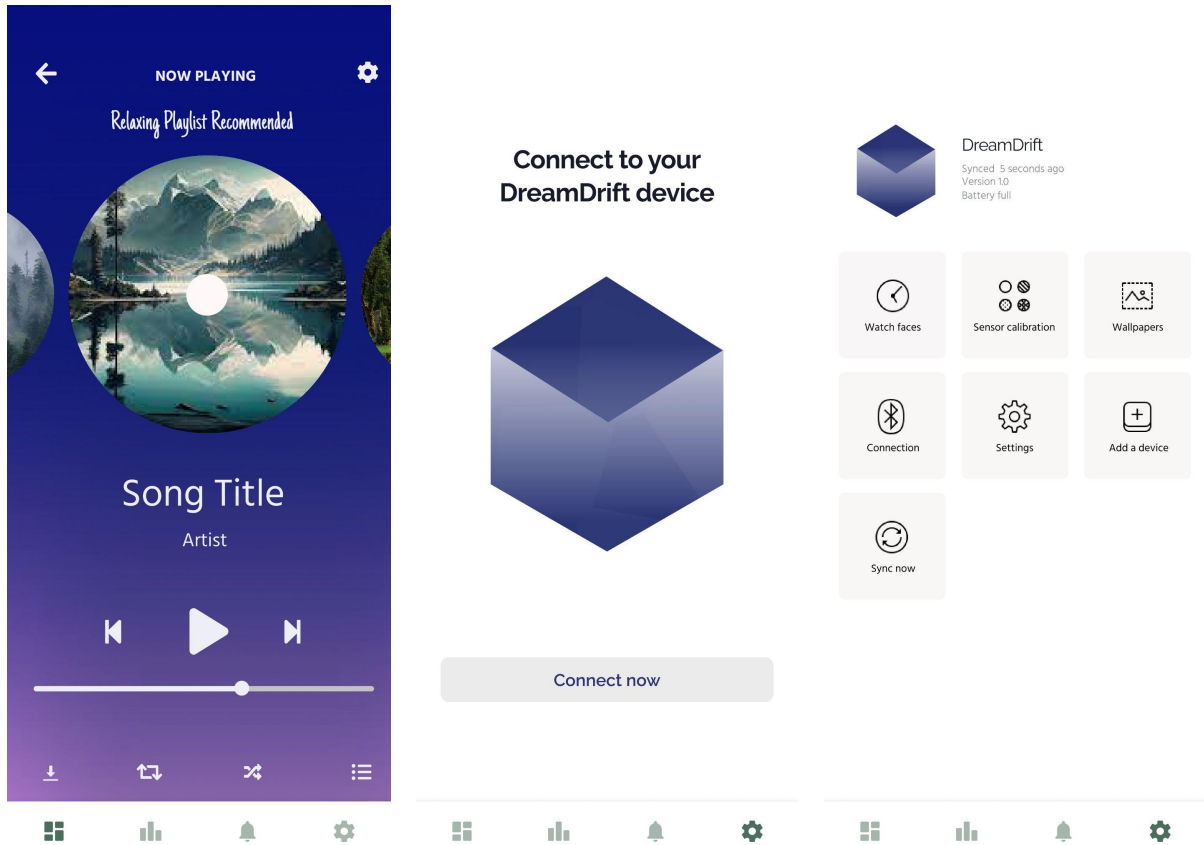 NOW PLAYING
Relaxing Playlist Recommended
Song Title
Artist
Connect to your
DreamDrift device
Connect now
DreamDrift
Synced 5 seconds ago
Version 1.0
Battery full
Watch faces
Sensor calibration
Wallpapers
Connection
Settings
Add a device
Sync now